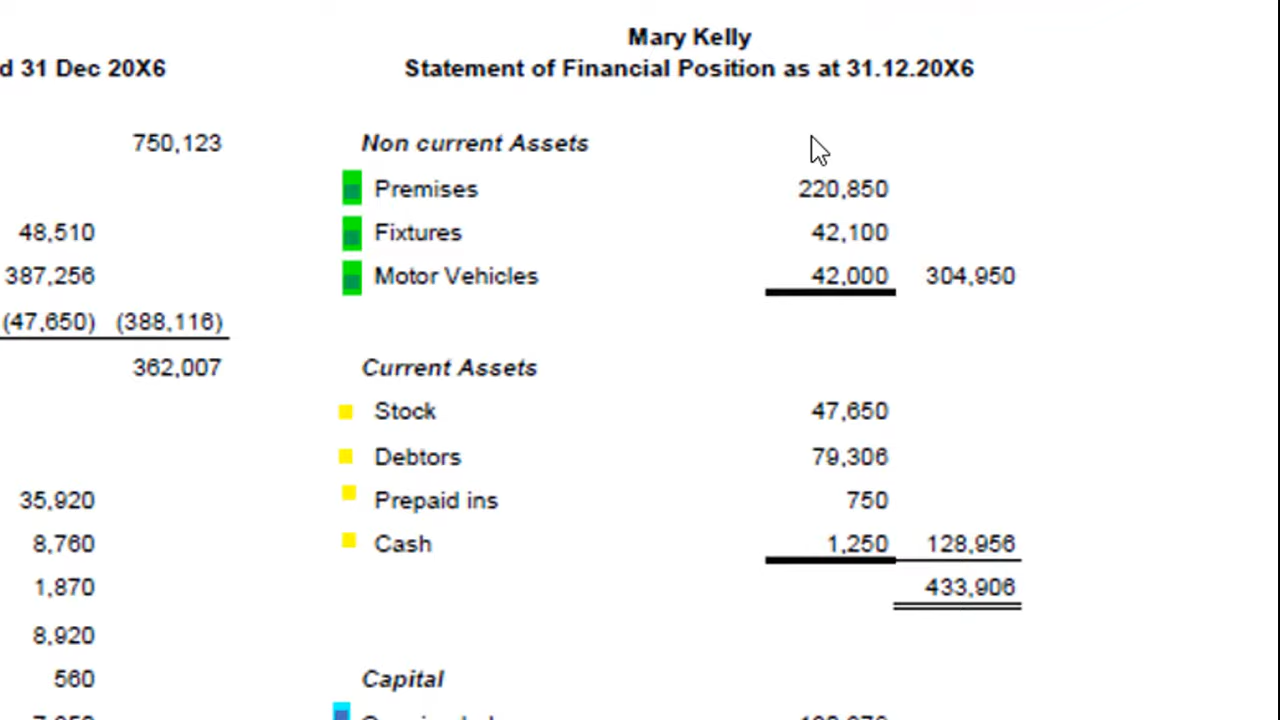 Mary Kelly
d 31 Dec 20X6 Statement of Financial Position as at 31.12.20X6
750,123 Non current Assets
Premises 220,850
48,510 Fixtures 42,100
387,256 Motor Vehicles 42,000 304,950
(47,650) (388,116)
362,007 Current Assets
Stock 47,650
Debtors 79,306
35,920 Prepaid ins 750
8,760 Cash 1,250 128,956
1,870 433,906
8,920
560 Capital